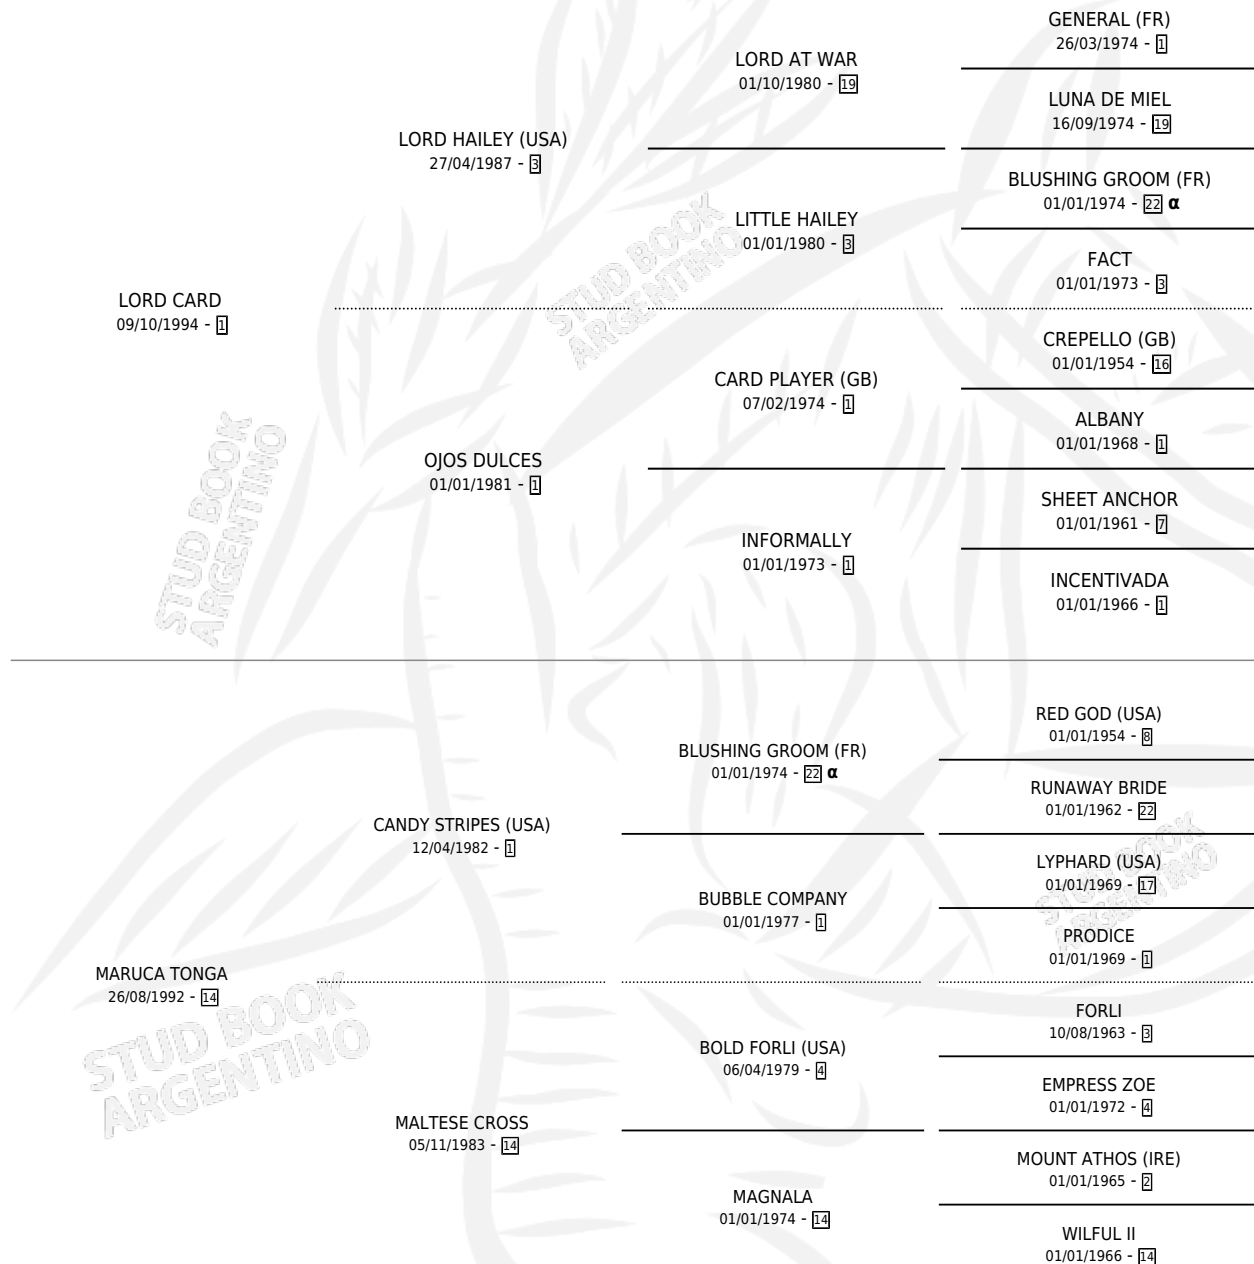 GENERAL (FR)
26/03/1974 - 1
LORD AT WAR
01/10/1980 - 19
LUNA DE MIEL
16/09/1974 - 19
LORD HAILEY (USA)
27/04/1987 - 3
BLUSHING GROOM (FR)
01/01/1974 - 22 α
LITTLE HAILEY
01/01/1980 - 3
FACT
01/01/1973 - 3
LORD CARD
09/10/1994 - 1
CREPELLO (GB)
01/01/1954 - 16
CARD PLAYER (GB)
07/02/1974 - 1
ALBANY
01/01/1968 - 1
OJOS DULCES
01/01/1981 - 1
SHEET ANCHOR
01/01/1961 - 7
INFORMALLY
01/01/1973 - 1
INCENTIVADA
01/01/1966 - 1
RED GOD (USA)
01/01/1954 - 8
BLUSHING GROOM (FR)
01/01/1974 - 22 α
RUNAWAY BRIDE
01/01/1962 - 22
CANDY STRIPES (USA)
12/04/1982 - 1
LYPHARD (USA)
01/01/1969 - 17
BUBBLE COMPANY
01/01/1977 - 1
PRODICE
01/01/1969 - 1
MARUCA TONGA
26/08/1992 - 14
FORLI
10/08/1963 - 3
BOLD FORLI (USA)
06/04/1979 - 4
EMPRESS ZOE
01/01/1972 - 4
MALTESE CROSS
05/11/1983 - 14
MOUNT ATHOS (IRE)
01/01/1965 - 2
MAGNALA
01/01/1974 - 14
WILFUL II
01/01/1966 - 14
STUD BOOK
ARGENTINO
STUD BOOK
ARGENTINO
STUD BOOK
ARGENTINO
STUD BOOK
ARGENTINO